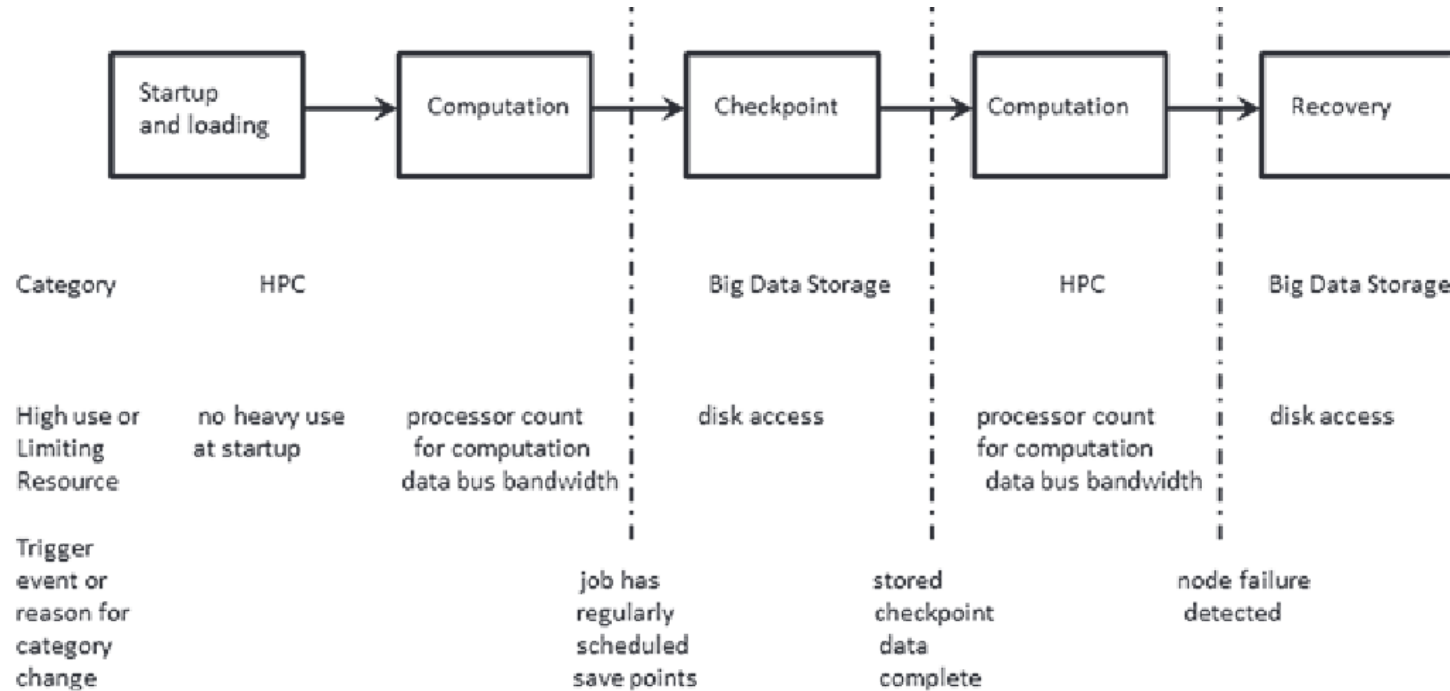 Startup
and loading
Computation
Checkpoint
Computation
Recovery
Category
HPC
Big Data Storage
HPC
Big Data Storage
High use or
Limiting
Resource
no heavy use
at startup
processor count
for computation
data bus bandwidth
disk access
processor count
for computation
data bus bandwidth
disk access
Trigger
event or
reason for
category
change
job has
regularly
scheduled
save points
stored
checkpoint
data
complete
node failure
detected